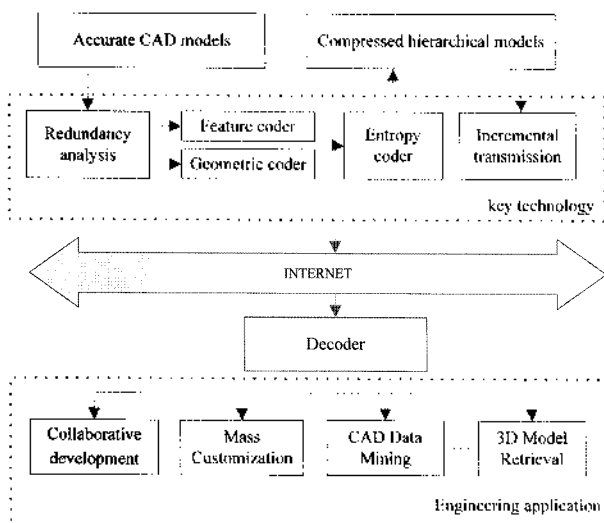 Accurate CAD models
Compressed hierarchical models
Redundancy
analysis
Feature coder
Geometric coder
Entropy
coder
Incremental
transmission
key technology
INTERNET
Decoder
Collaborative
development
Mass
Customization
CAD Data
Mining
...
3D Model
Retrieval
Engineering application